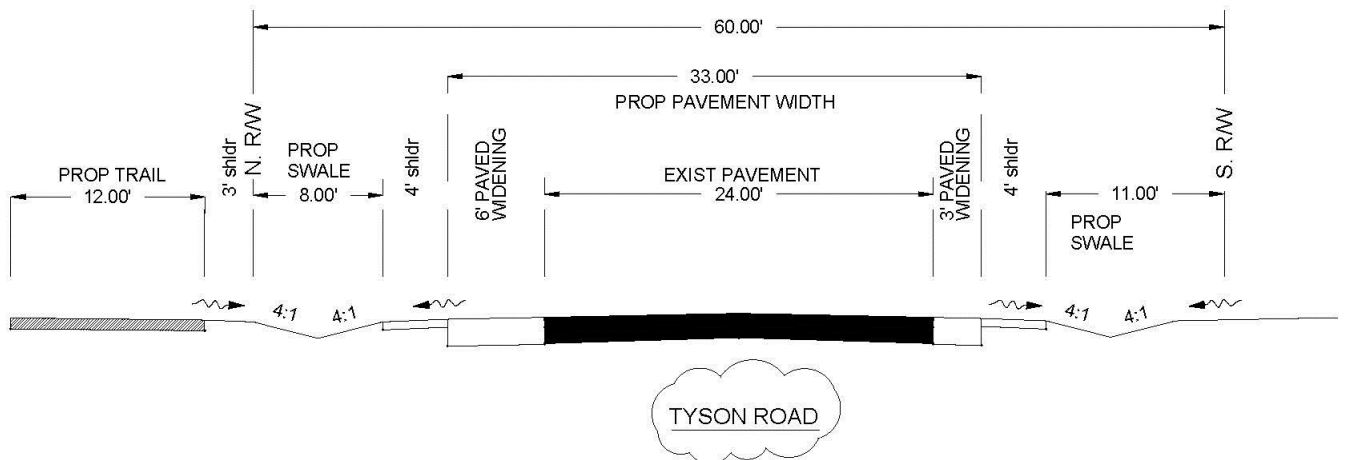 60.00'
33.00'
PROP PAVEMENT WIDTH
N. R/W
S. R/W
PROP TRAIL
12.00'
3' shldr
PROP
SWALE
8.00'
4' shldr
6' PAVED
WIDENING
EXIST PAVEMENT
24.00'
3' PAVED
WIDENING
4' shldr
11.00'
PROP
SWALE
4:1
4:1
4:1
4:1
TYSON ROAD